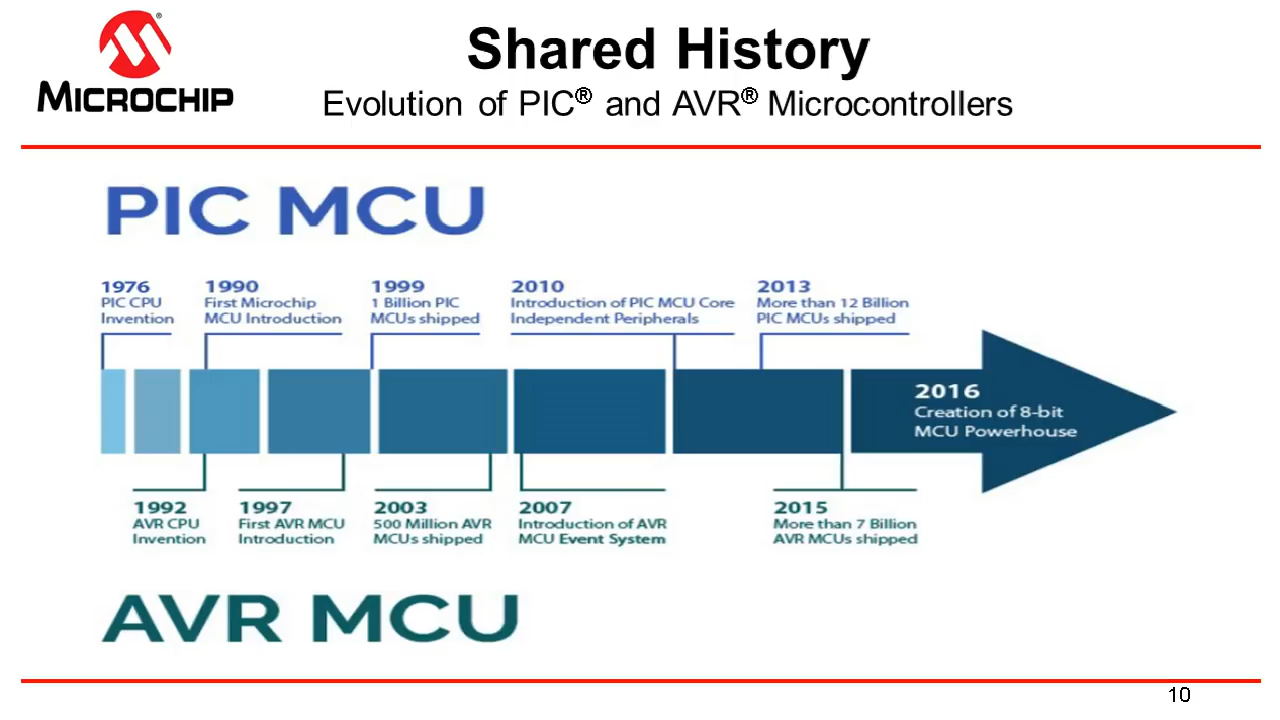 MICROCHIP
Shared History
Evolution of PIC® and AVR® Microcontrollers
PIC MCU
1976
PIC CPU
Invention
1990
First Microchip
MCU Introduction
1999
1 Billion PIC
MCUs shipped
2010
Introduction of PIC MCU Core
Independent Peripherals
2013
More than 12 Billion
PIC MCUs shipped
2016
Creation of 8-bit
MCU Powerhouse
1992
AVR CPU
Invention
1997
First AVR MCU
Introduction
2003
500 Million AVR
MCUs shipped
2007
Introduction of AVR
MCU Event System
2015
More than 7 Billion
AVR MCUs shipped
AVR MCU
10